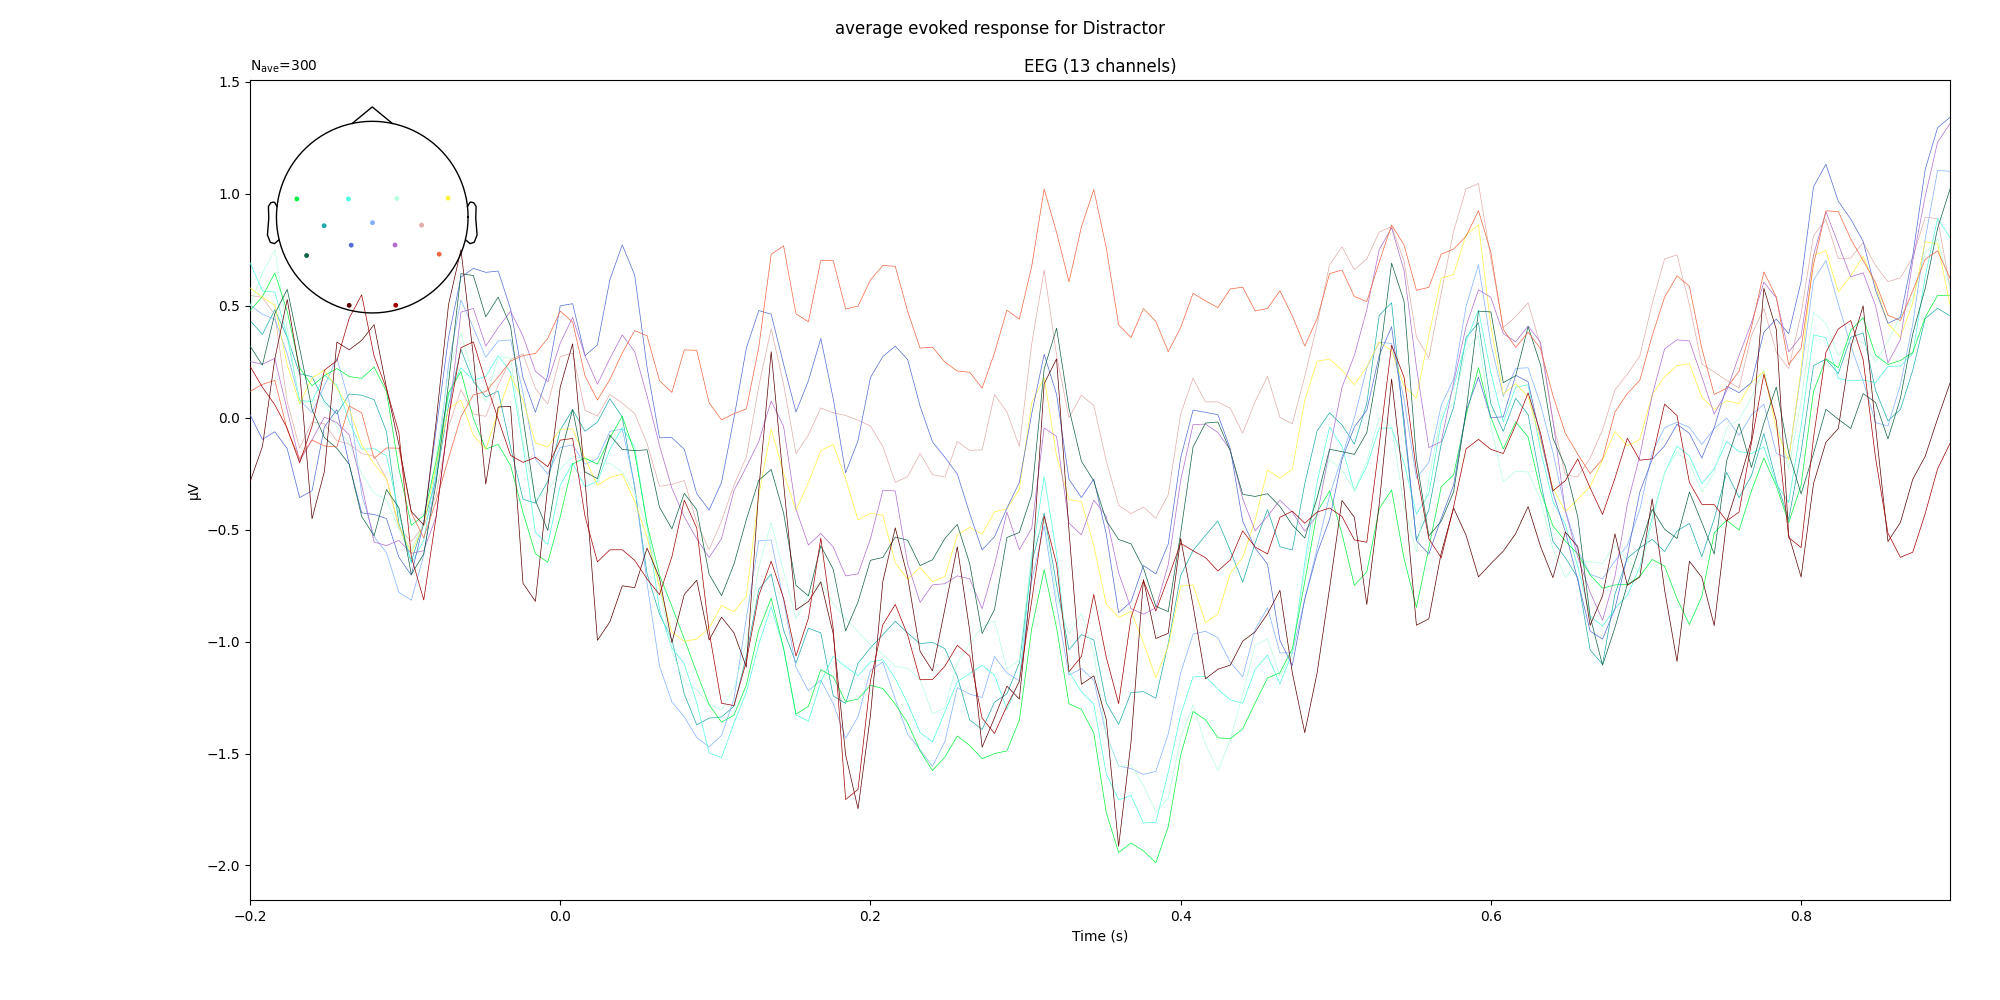 average evoked response for Distractor
Nave=300
EEG (13 channels)
1.5
1.0
0.5
0.0
−0.5
−1.0
−1.5
−2.0
µV
−0.2 0.0 0.2 0.4 0.6 0.8
Time (s)